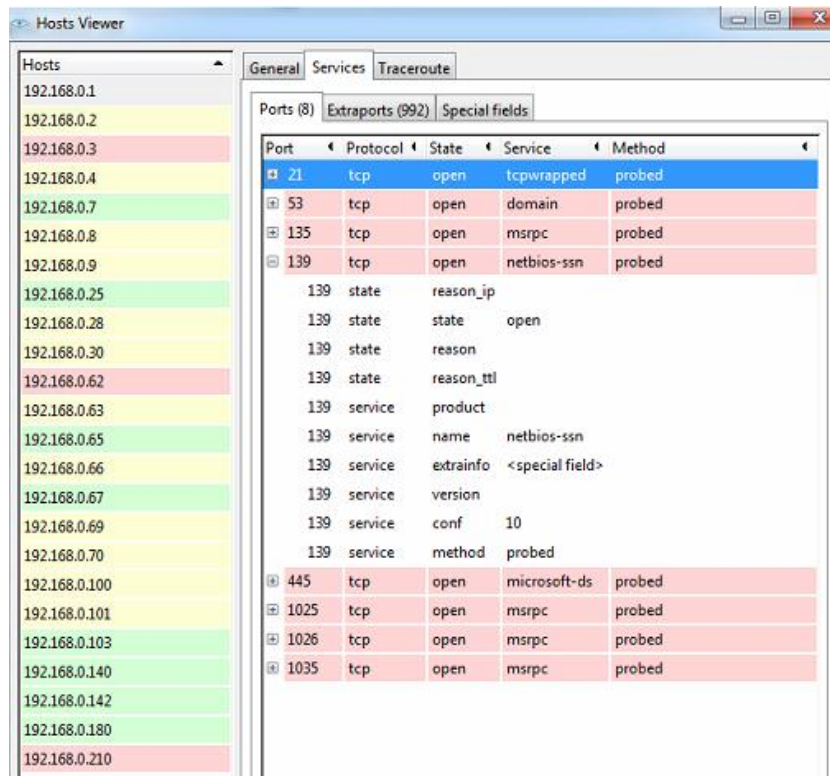 Hosts Viewer
Hosts
192.168.0.1
192.168.0.2
192.168.0.3
192.168.0.4
192.168.0.7
192.168.0.8
192.168.0.9
192.168.0.25
192.168.0.28
192.168.0.30
192.168.0.62
192.168.0.63
192.168.0.65
192.168.0.66
192.168.0.67
192.168.0.69
192.168.0.70
192.168.0.100
192.168.0.101
192.168.0.103
192.168.0.140
192.168.0.142
192.168.0.180
192.168.0.210
General Services Traceroute
Ports (8) Extraports (992) Special fields
Port Protocol State Service Method
21 tcp open tcpwrapped probed
53 tcp open domain probed
135 tcp open msrpc probed
139 tcp open netbios-ssn probed
139 state reason_ip
139 state state open
139 state reason
139 state reason_ttl
139 service product
139 service name netbios-ssn
139 service extrainfo <special field>
139 service version
139 service conf 10
139 service method probed
445 tcp open microsoft-ds probed
1025 tcp open msrpc probed
1026 tcp open msrpc probed
1035 tcp open msrpc probed